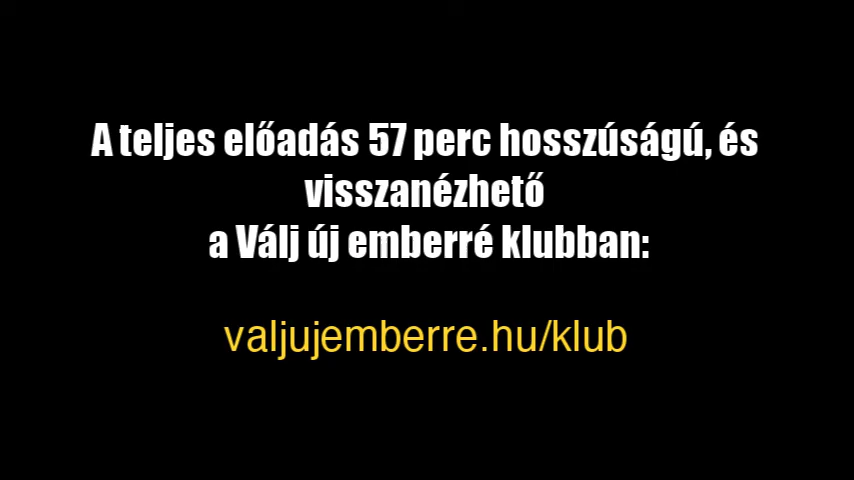 A teljes előadás 57 perc hosszúságú, és
visszanézhető
a Válj új emberré klubban:
valjujemberre.hu/klub